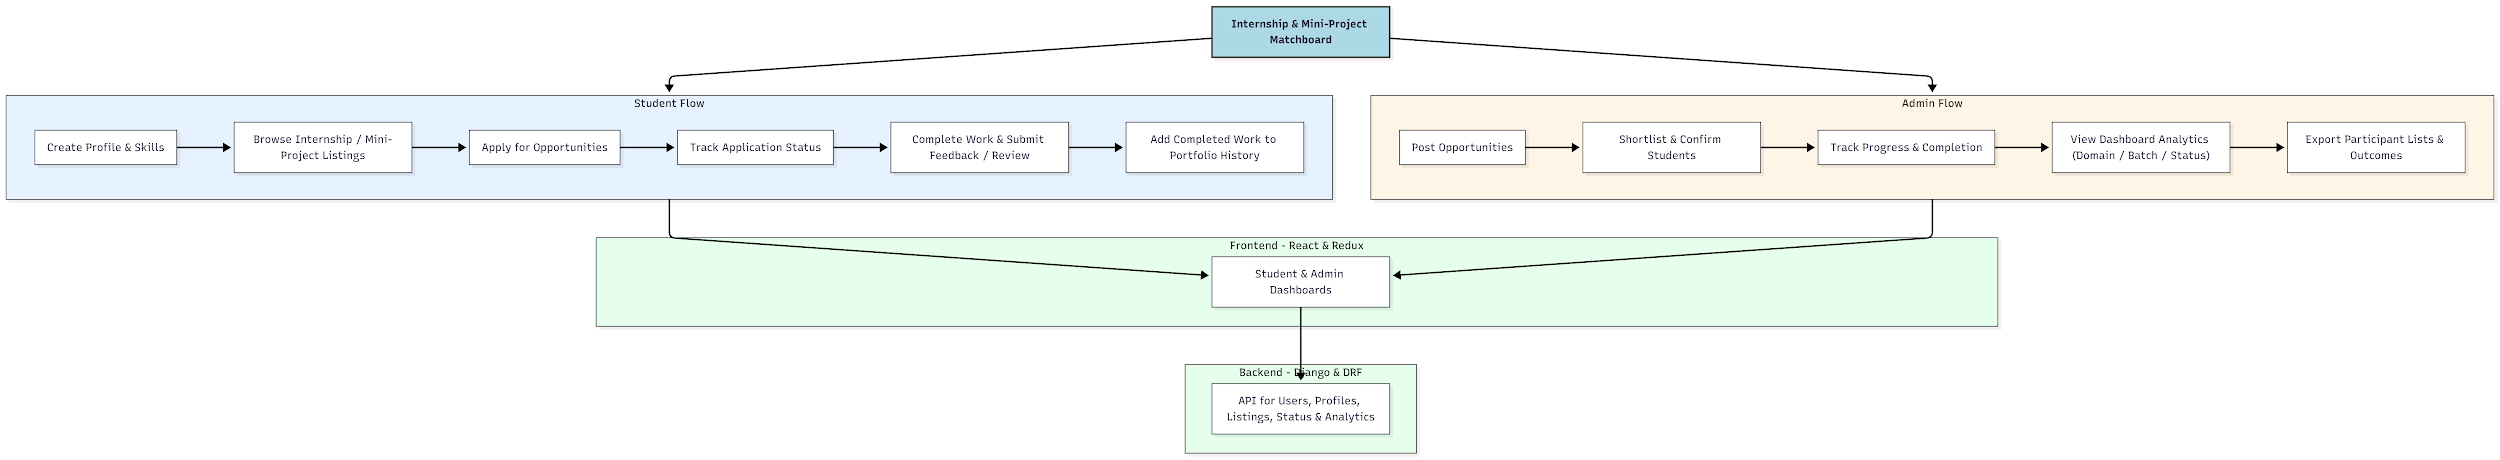 Internship & Mini-Project
Matchboard
Student Flow
Create Profile & Skills
Browse Internship / Mini-
Project Listings
Apply for Opportunities
Track Application Status
Complete Work & Submit
Feedback / Review
Add Completed Work to
Portfolio History
Admin Flow
Post Opportunities
Shortlist & Confirm
Students
Track Progress & Completion
View Dashboard Analytics
(Domain / Batch / Status)
Export Participant Lists &
Outcomes
Frontend - React & Redux
Student & Admin
Dashboards
Backend - Django & DRF
API for Users, Profiles,
Listings, Status & Analytics